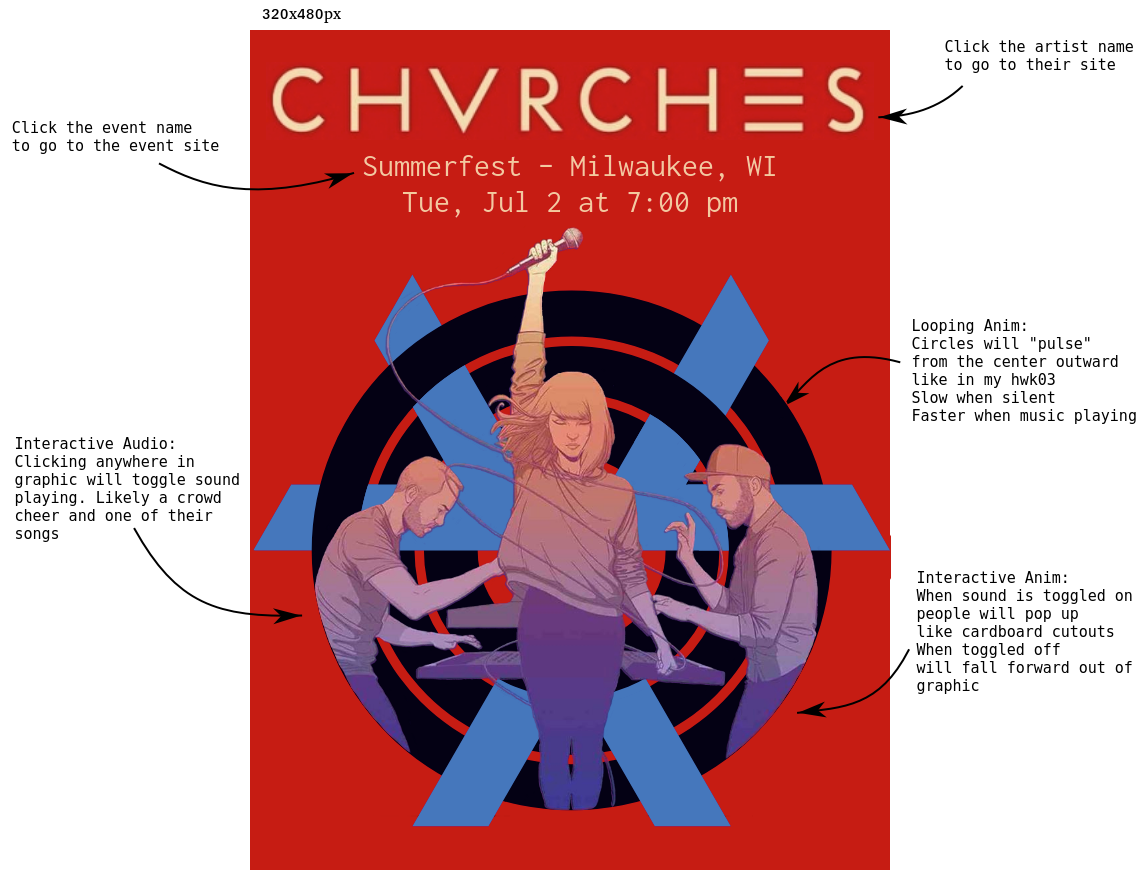 320x480px
CHVRCHES
Summerfest - Milwaukee, WI
Tue, Jul 2 at 7:00 pm
Click the artist name
to go to their site
Click the event name
to go to the event site
Looping Anim:
Circles will "pulse"
from the center outward
like in my hwk03
Slow when silent
Faster when music playing
Interactive Audio:
Clicking anywhere in
graphic will toggle sound
playing. Likely a crowd
cheer and one of their
songs
Interactive Anim:
When sound is toggled on
people will pop up
like cardboard cutouts
When toggled off
will fall forward out of
graphic